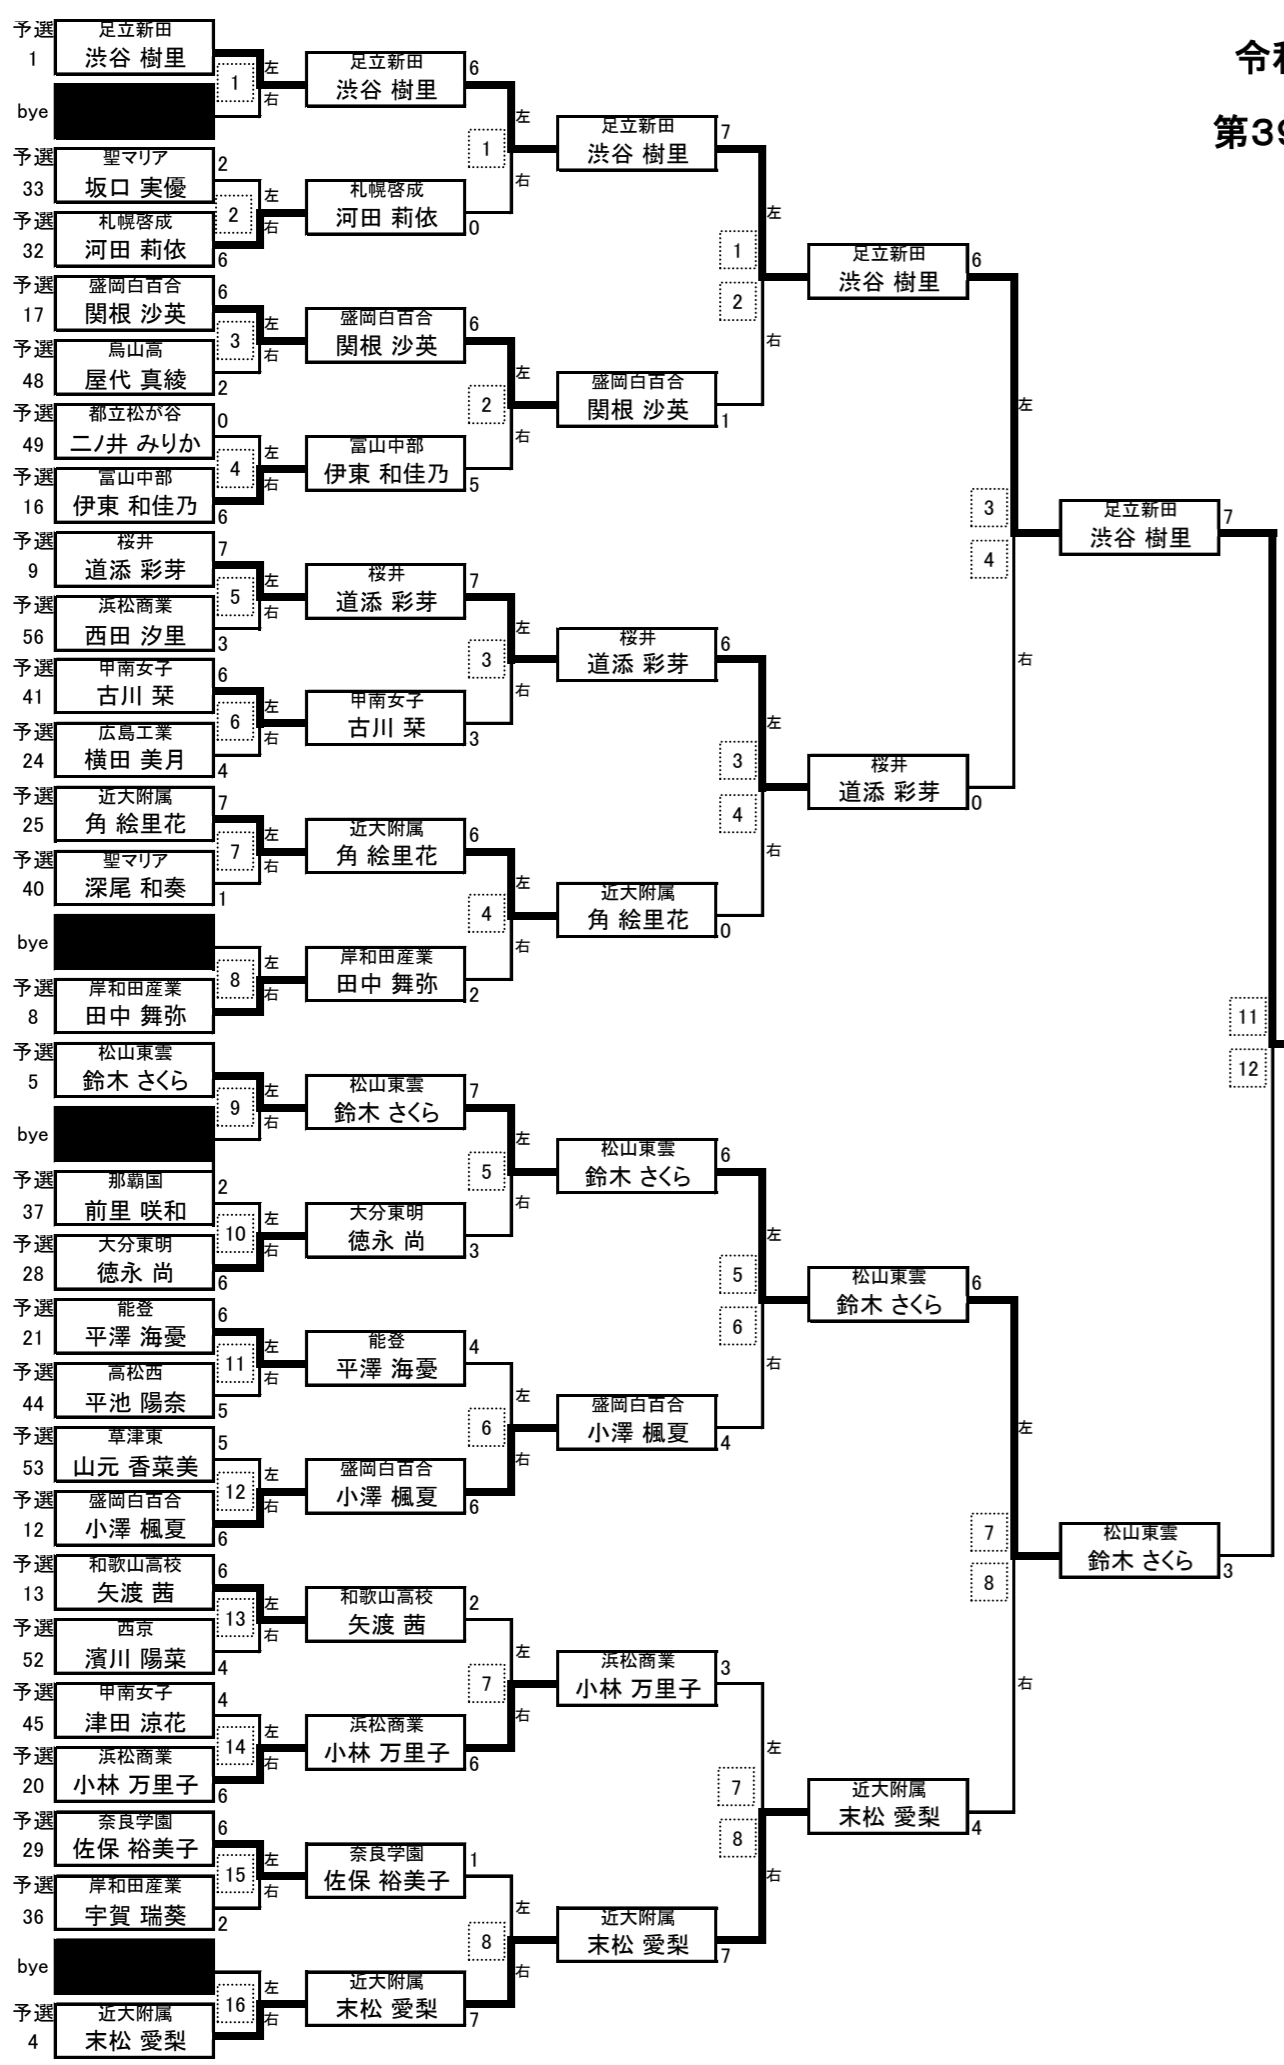 令和
第39
予選 1 足立新田 渋谷 樹里
1 左 右
bye
予選 33 聖マリア 坂口 実優 2
2 左 右
予選 32 札幌啓成 河田 莉依 6
予選 17 盛岡白百合 関根 沙英 6
3 左 右
予選 48 烏山高 屋代 真綾 2
予選 49 都立松が谷 二ノ井 みりか 0
4 左 右
予選 16 富山中部 伊東 和佳乃 6
予選 9 桜井 道添 彩芽 7
5 左 右
予選 56 浜松商業 西田 汐里 3
予選 41 甲南女子 古川 栞 6
6 左 右
予選 24 広島工業 横田 美月 4
予選 25 近大附属 角 絵里花 7
7 左 右
予選 40 聖マリア 深尾 和奏 1
bye
8 左 右
予選 8 岸和田産業 田中 舞弥
予選 5 松山東雲 鈴木 さくら
9 左 右
bye
予選 37 那覇国 前里 咲和 2
10 左 右
予選 28 大分東明 徳永 尚 6
予選 21 能登 平澤 海憂 6
11 左 右
予選 44 高松西 平池 陽奈 5
予選 53 草津東 山元 香菜美 5
12 左 右
予選 12 盛岡白百合 小澤 楓夏 6
予選 13 和歌山高校 矢渡 茜 6
13 左 右
予選 52 西京 濱川 陽菜 4
予選 45 甲南女子 津田 涼花 4
14 左 右
予選 20 浜松商業 小林 万里子 6
予選 29 奈良学園 佐保 裕美子 6
15 左 右
予選 36 岸和田産業 宇賀 瑞葵 2
bye
16 左 右
予選 4 近大附属 末松 愛梨
足立新田 渋谷 樹里 6
1 左 右
札幌啓成 河田 莉依 0
盛岡白百合 関根 沙英 6
2 左 右
富山中部 伊東 和佳乃 5
桜井 道添 彩芽 7
3 左 右
甲南女子 古川 栞 3
近大附属 角 絵里花 6
4 左 右
岸和田産業 田中 舞弥 2
松山東雲 鈴木 さくら 7
5 左 右
大分東明 徳永 尚 3
能登 平澤 海憂 4
6 左 右
盛岡白百合 小澤 楓夏 6
和歌山高校 矢渡 茜 2
7 左 右
浜松商業 小林 万里子 6
奈良学園 佐保 裕美子 1
8 左 右
近大附属 末松 愛梨 7
足立新田 渋谷 樹里 7
1 2 左 右
盛岡白百合 関根 沙英 1
桜井 道添 彩芽 6
3 4 左 右
近大附属 角 絵里花 0
松山東雲 鈴木 さくら 6
5 6 左 右
盛岡白百合 小澤 楓夏 4
浜松商業 小林 万里子 3
7 8 左 右
近大附属 末松 愛梨 7
足立新田 渋谷 樹里 6
3 4 左 右
桜井 道添 彩芽 0
松山東雲 鈴木 さくら 6
7 8 左 右
近大附属 末松 愛梨 4
足立新田 渋谷 樹里 7
11 12
松山東雲 鈴木 さくら 3